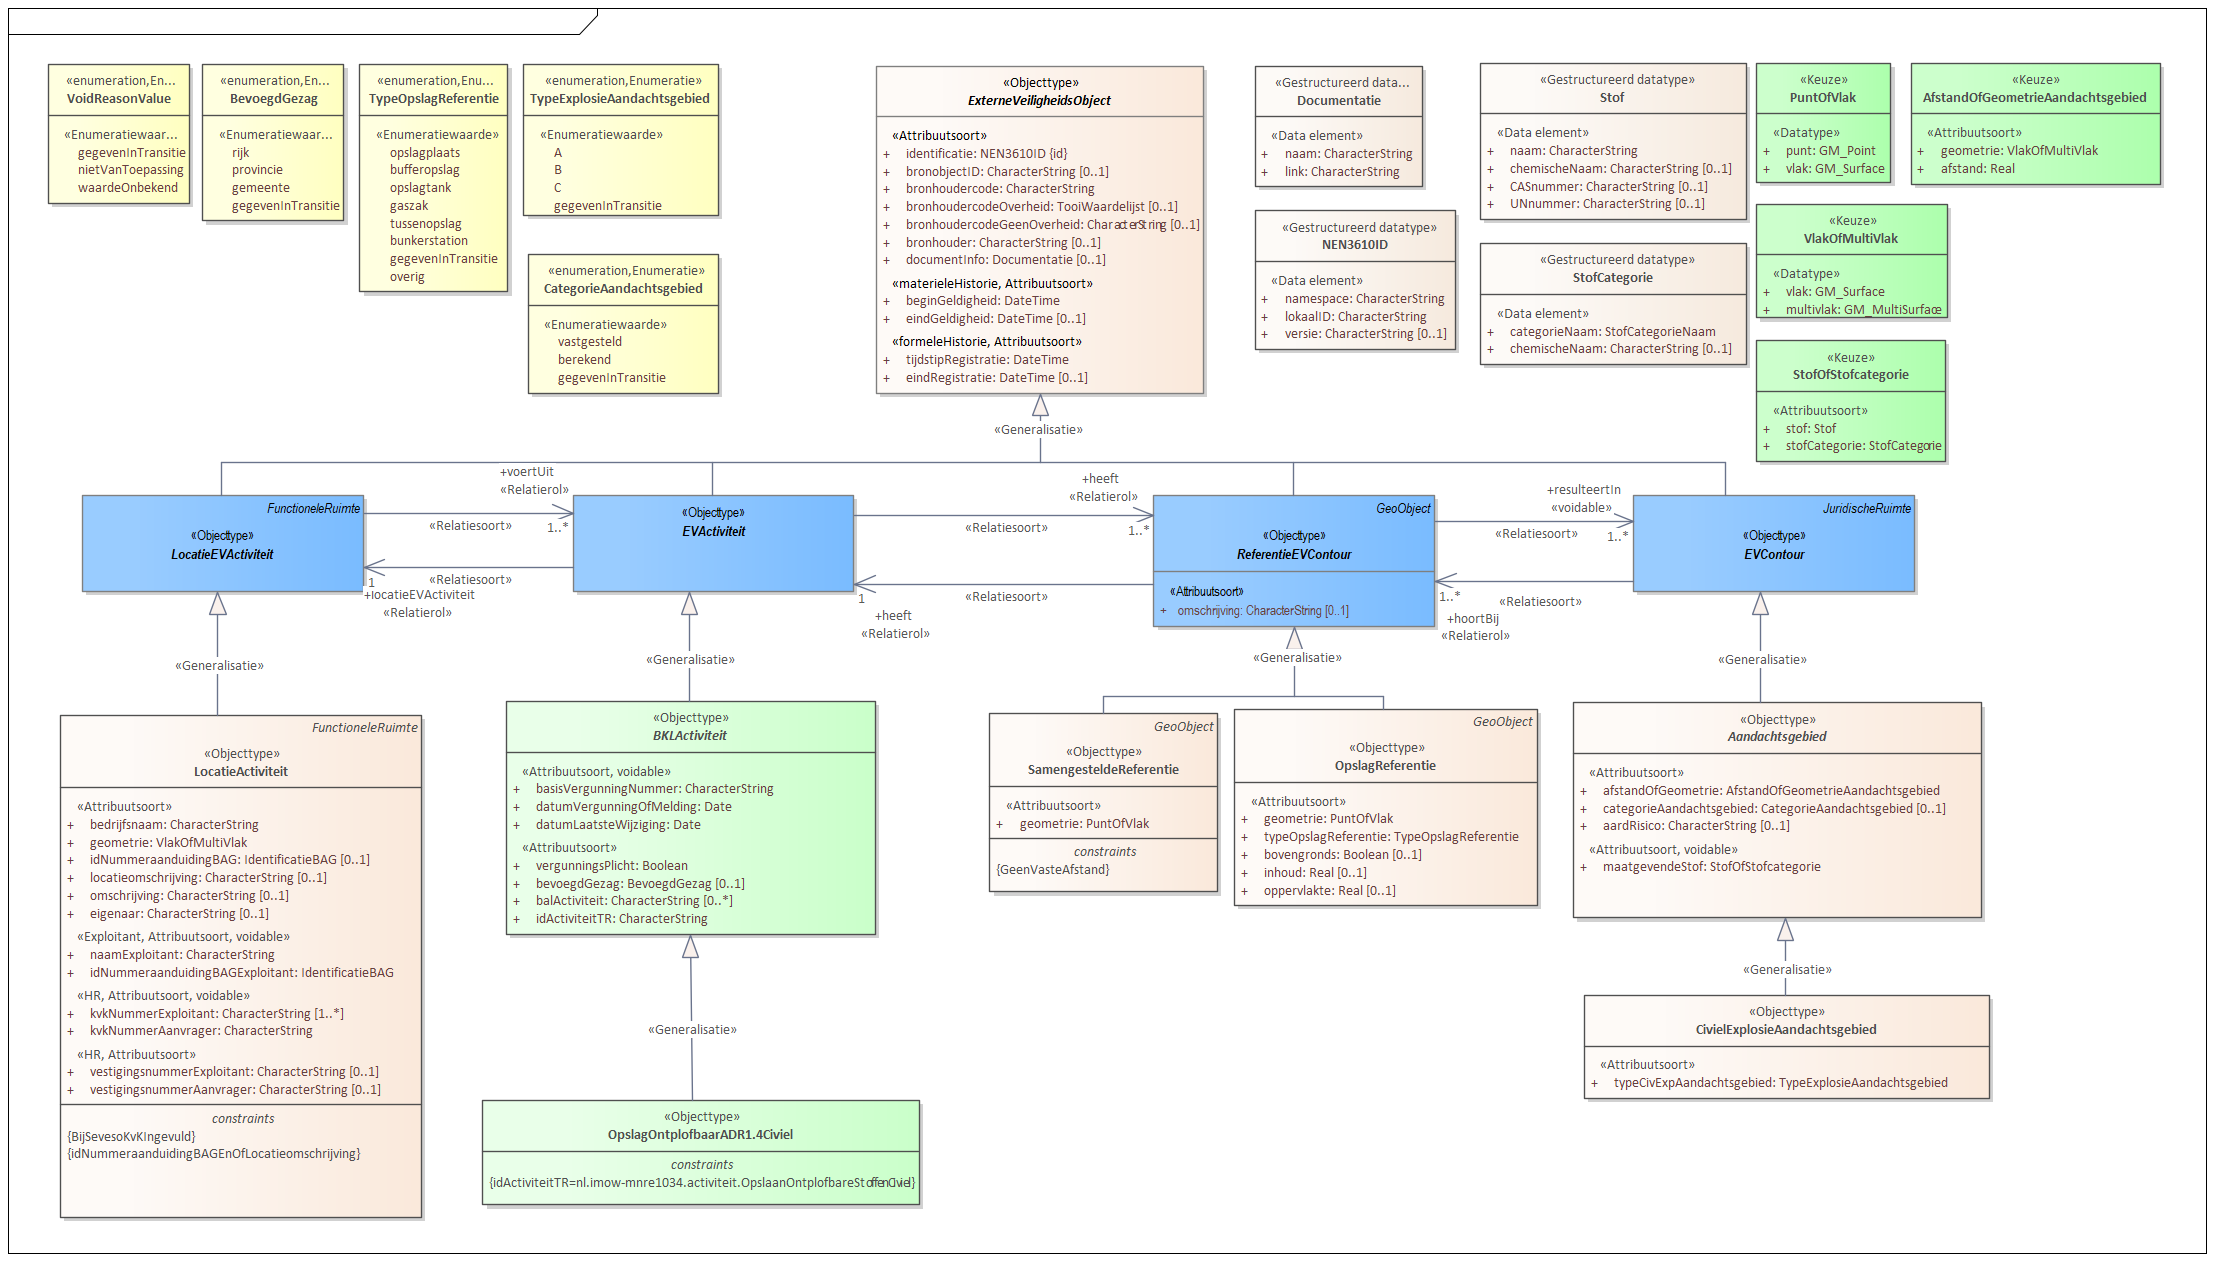 «enumeration,En...
VoidReasonValue
«Enumeratiewaar...
gegevenInTransitie
nietVanToepassing
waardeOnbekend
«enumeration,En...
BevoegdGezag
«Enumeratiewaar...
rijk
provincie
gemeente
gegevenInTransitie
«enumeration,Enu...
TypeOpslagReferentie
«Enumeratiewaarde»
opslagplaats
bufferopslag
opslagtank
gaszak
tussenopslag
bunkerstation
gegevenInTransitie
overig
«enumeration,Enumeratie»
TypeExplosieAandachtsgebied
«Enumeratiewaarde»
A
B
C
gegevenInTransitie
«enumeration,Enumeratie»
CategorieAandachtsgebied
«Enumeratiewaarde»
vastgesteld
berekend
gegevenInTransitie
«Objecttype»
ExterneVeiligheidsObject
«Attribuutsoort»
+ identificatie: NEN3610ID {id}
+ bronobjectID: CharacterString [0..1]
+ bronhoudercode: CharacterString
+ bronhoudercodeOverheid: TooiWaardelijst [0..1]
+ bronhoudercodeGeenOverheid: CharacterString [0..1]
+ bronhouder: CharacterString [0..1]
+ documentInfo: Documentatie [0..1]
«materieleHistorie, Attribuutsoort»
+ beginGeldigheid: DateTime
+ eindGeldigheid: DateTime [0..1]
«formeleHistorie, Attribuutsoort»
+ tijdstipRegistratie: DateTime
+ eindRegistratie: DateTime [0..1]
«Gestructureerd data...
Documentatie
«Data element»
+ naam: CharacterString
+ link: CharacterString
«Gestructureerd datatype»
NEN3610ID
«Data element»
+ namespace: CharacterString
+ lokaalID: CharacterString
+ versie: CharacterString [0..1]
«Gestructureerd datatype»
Stof
«Data element»
+ naam: CharacterString
+ chemischeNaam: CharacterString [0..1]
+ CASnummer: CharacterString [0..1]
+ UNnummer: CharacterString [0..1]
«Gestructureerd datatype»
StofCategorie
«Data element»
+ categorieNaam: StofCategorieNaam
+ chemischeNaam: CharacterString [0..1]
«Keuze»
PuntOfVlak
«Datatype»
+ punt: GM_Point
+ vlak: GM_Surface
«Keuze»
AfstandOfGeometrieAandachtsgebied
«Attribuutsoort»
+ geometrie: VlakOfMultiVlak
+ afstand: Real
«Keuze»
VlakOfMultiVlak
«Datatype»
+ vlak: GM_Surface
+ multivlak: GM_MultiSurface
«Keuze»
StofOfStofcategorie
«Attribuutsoort»
+ stof: Stof
+ stofCategorie: StofCategorie
«Generalisatie»
FunctioneleRuimte
«Objecttype»
LocatieEVActiviteit
+voertUit
«Relatierol»
«Relatiesoort»
1..*
«Relatiesoort»
1
+locatieEVActiviteit
«Relatierol»
«Objecttype»
EVActiviteit
+heeft
«Relatierol»
«Relatiesoort»
1..*
«Relatiesoort»
1
+heeft
«Relatierol»
GeoObject
«Objecttype»
ReferentieEVContour
«Attribuutsoort»
+ omschrijving: CharacterString [0..1]
+resulteertIn
«voidable»
«Relatiesoort»
1..*
«Relatiesoort»
1..*
+hoortBij
«Relatierol»
JuridischeRuimte
«Objecttype»
EVContour
«Generalisatie»
«Generalisatie»
«Generalisatie»
«Generalisatie»
FunctioneleRuimte
«Objecttype»
LocatieActiviteit
«Attribuutsoort»
+ bedrijfsnaam: CharacterString
+ geometrie: VlakOfMultiVlak
+ idNummeraanduidingBAG: IdentificatieBAG [0..1]
+ locatieomschrijving: CharacterString [0..1]
+ omschrijving: CharacterString [0..1]
+ eigenaar: CharacterString [0..1]
«Exploitant, Attribuutsoort, voidable»
+ naamExploitant: CharacterString
+ idNummeraanduidingBAGExploitant: IdentificatieBAG
«HR, Attribuutsoort, voidable»
+ kvkNummerExploitant: CharacterString [1..*]
+ kvkNummerAanvrager: CharacterString
«HR, Attribuutsoort»
+ vestigingsnummerExploitant: CharacterString [0..1]
+ vestigingsnummerAanvrager: CharacterString [0..1]
constraints
{BijSevesoKvKIngevuld}
{idNummeraanduidingBAGEnOfLocatieomschrijving}
«Objecttype»
BKLActiviteit
«Attribuutsoort, voidable»
+ basisVergunningNummer: CharacterString
+ datumVergunningOfMelding: Date
+ datumLaatsteWijziging: Date
«Attribuutsoort»
+ vergunningsPlicht: Boolean
+ bevoegdGezag: BevoegdGezag [0..1]
+ balActiviteit: CharacterString [0..*]
+ idActiviteitTR: CharacterString
«Generalisatie»
«Objecttype»
OpslagOntplofbaarADR1.4Civiel
constraints
{idActiviteitTR=nl.imow-mnre1034.activiteit.OpslaanOntplofbareStoffenCiviel}
GeoObject
«Objecttype»
SamengesteldeReferentie
«Attribuutsoort»
+ geometrie: PuntOfVlak
constraints
{GeenVasteAfstand}
GeoObject
«Objecttype»
OpslagReferentie
«Attribuutsoort»
+ geometrie: PuntOfVlak
+ typeOpslagReferentie: TypeOpslagReferentie
+ bovengronds: Boolean [0..1]
+ inhoud: Real [0..1]
+ oppervlakte: Real [0..1]
«Objecttype»
Aandachtsgebied
«Attribuutsoort»
+ afstandOfGeometrie: AfstandOfGeometrieAandachtsgebied
+ categorieAandachtsgebied: CategorieAandachtsgebied [0..1]
+ aardRisico: CharacterString [0..1]
«Attribuutsoort, voidable»
+ maatgevendeStof: StofOfStofcategorie
«Generalisatie»
«Objecttype»
CivielExplosieAandachtsgebied
«Attribuutsoort»
+ typeCivExpAandachtsgebied: TypeExplosieAandachtsgebied